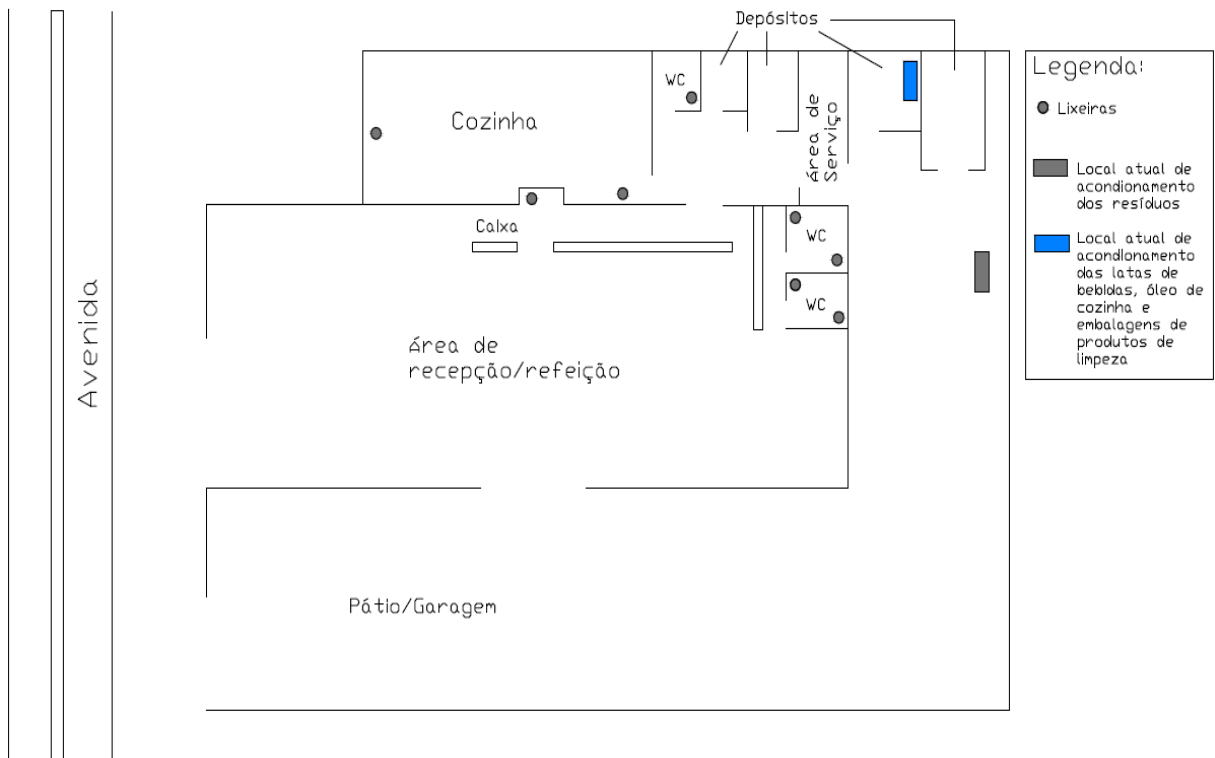 Depósitos
WC
Cozinha
Área de
Serviço
Caixa
WC
WC
Avenida
Área de
recepção/refeição
Pátio/Garagem
Legenda:
Lixeiras
Local atual de
acondionamento
dos resíduos
Local atual de
acondionamento
das latas de
bebidas, óleo de
cozinha e
embalagens de
produtos de
limpeza